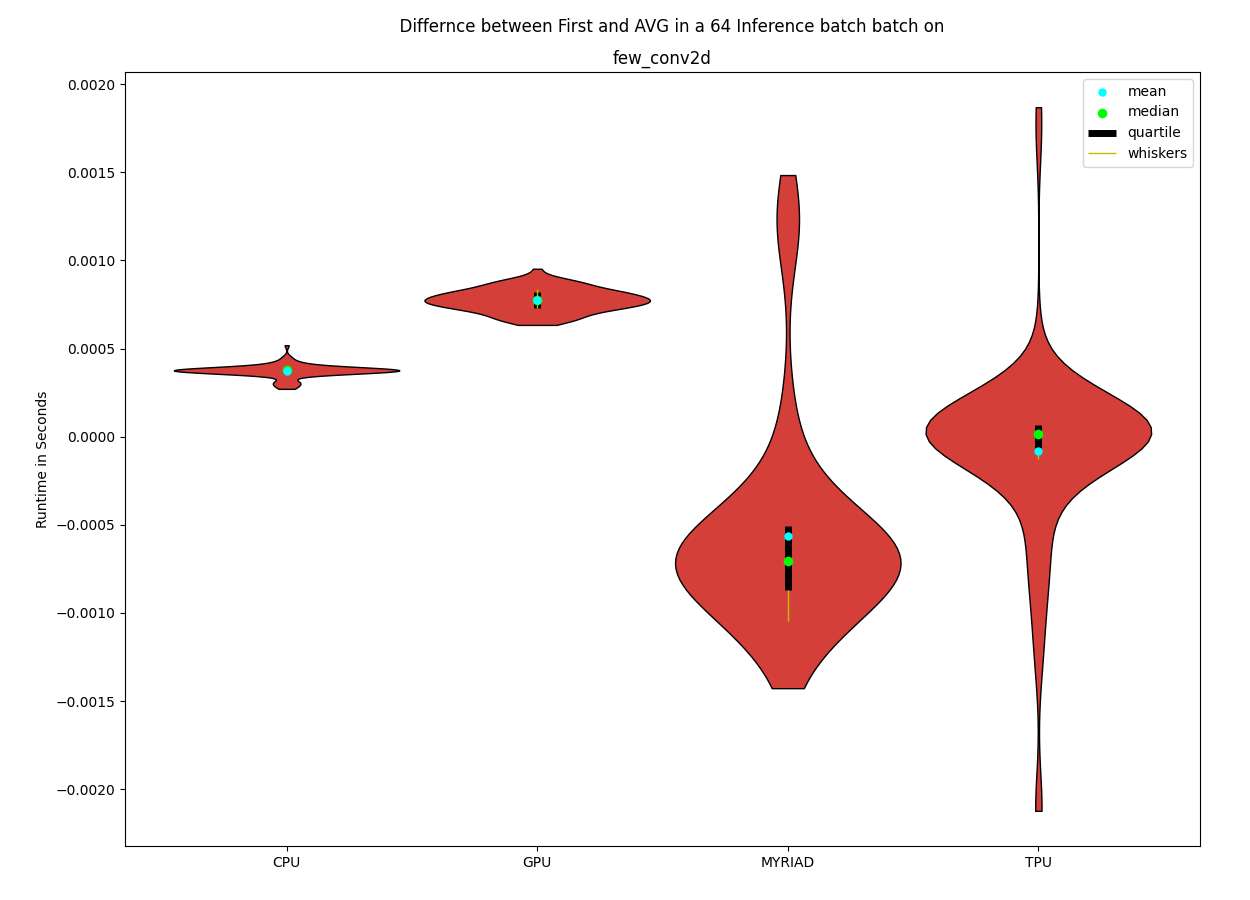 Differnce between First and AVG in a 64 Inference batch batch on
few_conv2d
0.0020
0.0015
0.0010
0.0005
0.0000
−0.0005
−0.0010
−0.0015
−0.0020
Runtime in Seconds
mean
median
quartile
whiskers
CPU
GPU
MYRIAD
TPU